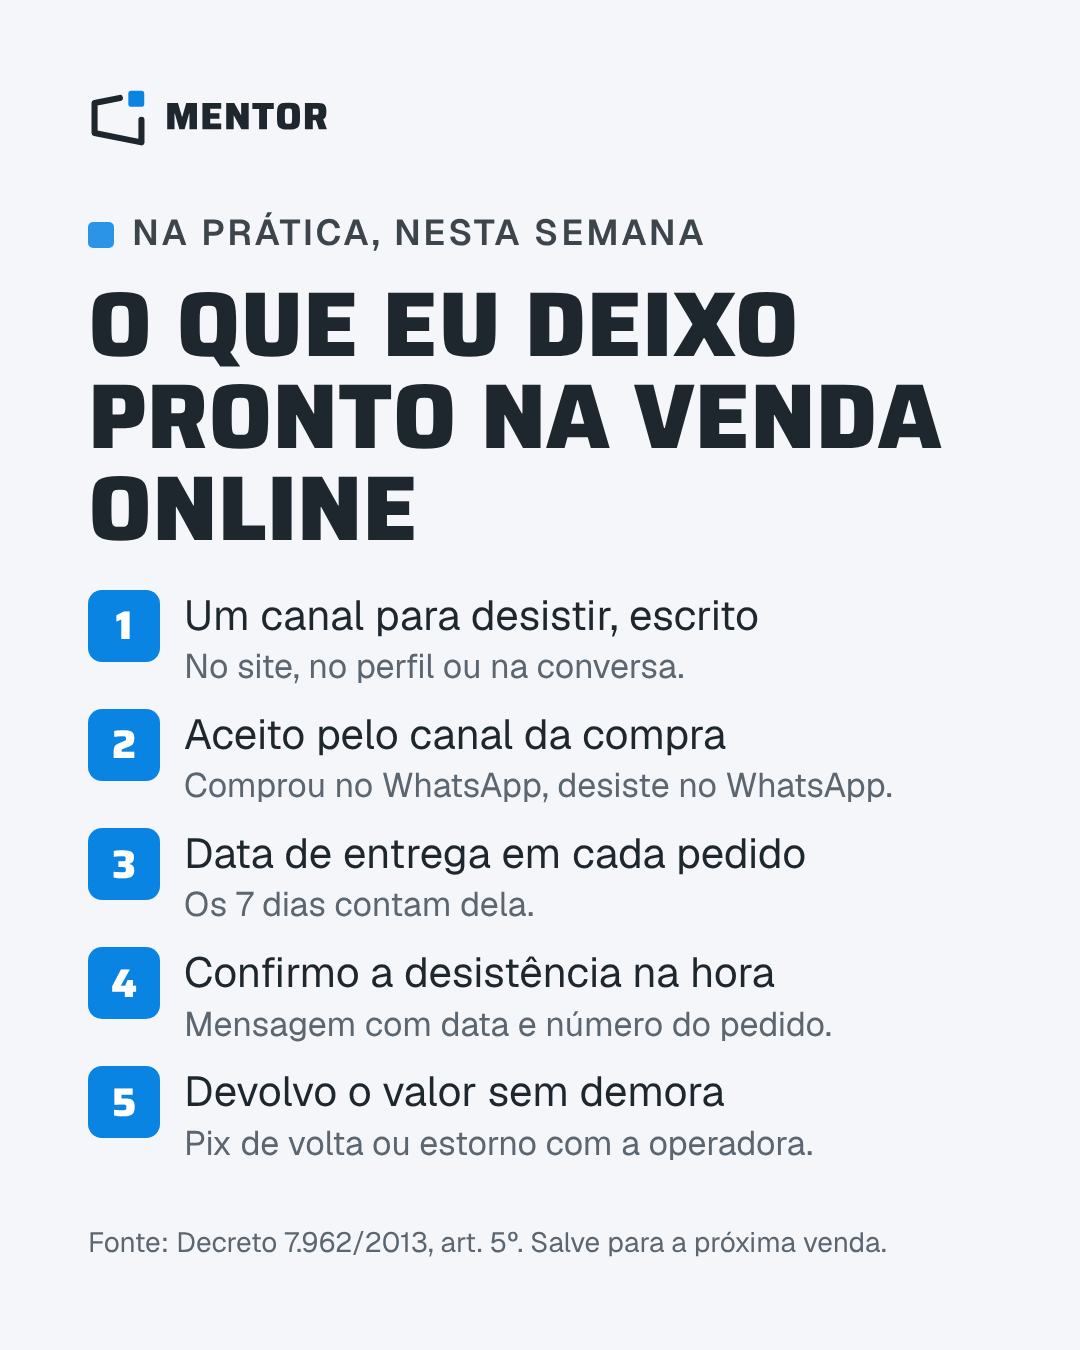 MENTOR
NA PRÁTICA, NESTA SEMANA
O QUE EU DEIXO
PRONTO NA VENDA
ONLINE
1 Um canal para desistir, escrito
No site, no perfil ou na conversa.
2 Aceito pelo canal da compra
Comprou no WhatsApp, desiste no WhatsApp.
3 Data de entrega em cada pedido
Os 7 dias contam dela.
4 Confirmo a desistência na hora
Mensagem com data e número do pedido.
5 Devolvo o valor sem demora
Pix de volta ou estorno com a operadora.
Fonte: Decreto 7.962/2013, art. 5º. Salve para a próxima venda.